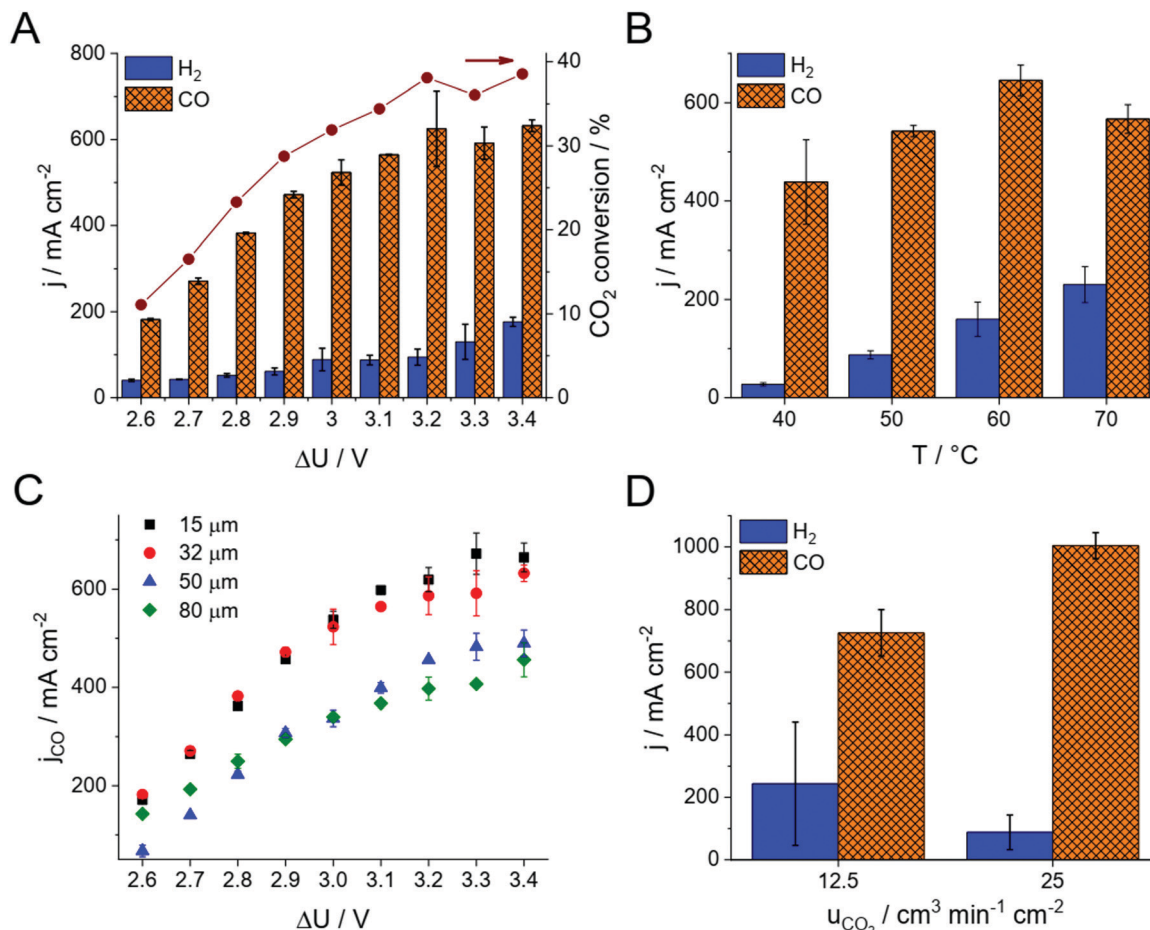 A
H₂
CO
800
600
400
200
0
j / mA cm⁻²
40
30
20
10
0
CO₂ conversion / %
2.6 2.7 2.8 2.9 3 3.1 3.2 3.3 3.4
ΔU / V
B
H₂
CO
600
400
200
0
j / mA cm⁻²
40 50 60 70
T / °C
C
15 μm
32 μm
50 μm
80 μm
600
400
200
j_CO / mA cm⁻²
2.6 2.7 2.8 2.9 3.0 3.1 3.2 3.3 3.4
ΔU / V
D
H₂
CO
1000
800
600
400
200
0
j / mA cm⁻²
12.5 25
u_CO₂ / cm³ min⁻¹ cm⁻²